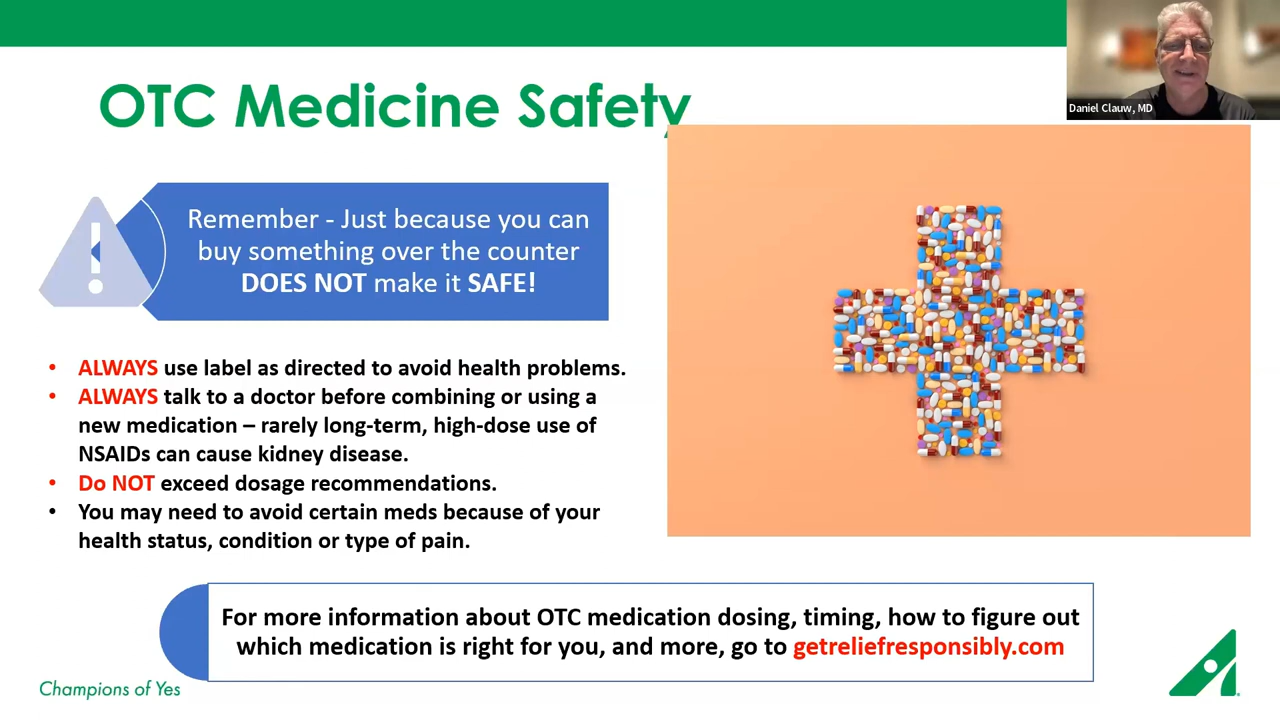 OTC Medicine Safety
Daniel Clauw, MD
Remember - Just because you can
buy something over the counter
DOES NOT make it SAFE!
• ALWAYS use label as directed to avoid health problems.
• ALWAYS talk to a doctor before combining or using a
new medication – rarely long-term, high-dose use of
NSAIDs can cause kidney disease.
• Do NOT exceed dosage recommendations.
• You may need to avoid certain meds because of your
health status, condition or type of pain.
For more information about OTC medication dosing, timing, how to figure out
which medication is right for you, and more, go to getreliefresponsibly.com
Champions of Yes